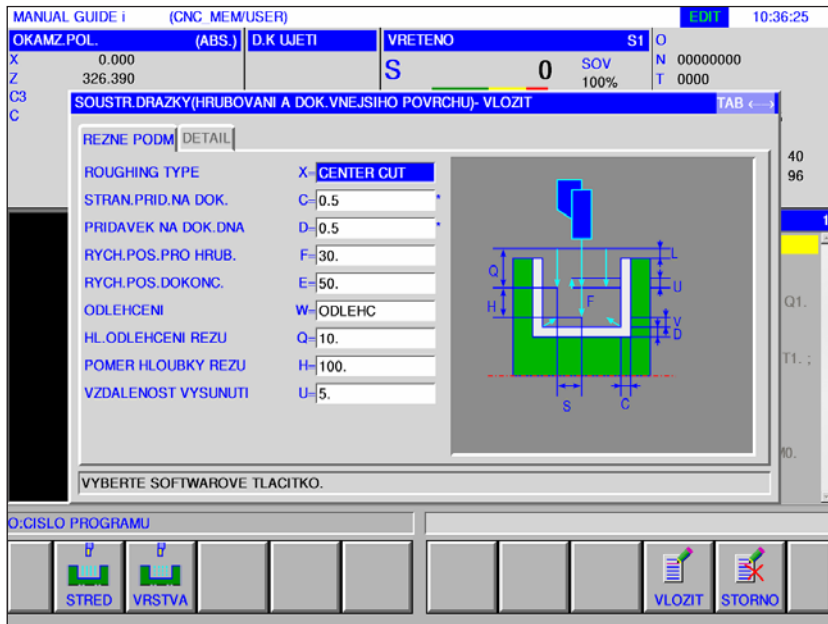 MANUAL GUIDE i (CNC_MEM/USER) EDIT 10:36:25
OKAMZ.POL. (ABS.) D.K UJETI VRETENO S1 O
X 0.000 N 00000000
Z 326.390 S 0 SOV T 0000
100%
C3
C
SOUSTR.DRAZKY(HRUBOVANI A DOK.VNEJSIHO POVRCHU)- VLOZIT TAB
REZNE PODM DETAIL
ROUGHING TYPE X= CENTER CUT
STRAN.PRID.NA DOK. C= 0.5 *
PRIDAVEK NA DOK.DNA D= 0.5 *
RYCH.POS.PRO HRUB. F= 30.
RYCH.POS.DOKONC. E= 50.
ODLEHCENI W= ODLEHC
HL.ODLEHCENI REZU Q= 10.
POMER HLOUBKY REZU H= 100.
VZDALENOST VYSUNUTI U= 5.
L
Q
U
F
H
V
D
S C
40
96
1
Q1.
T1. ;
M0.
VYBERTE SOFTWAROVE TLACITKO.
O:CISLO PROGRAMU
STRED VRSTVA VLOZIT STORNO